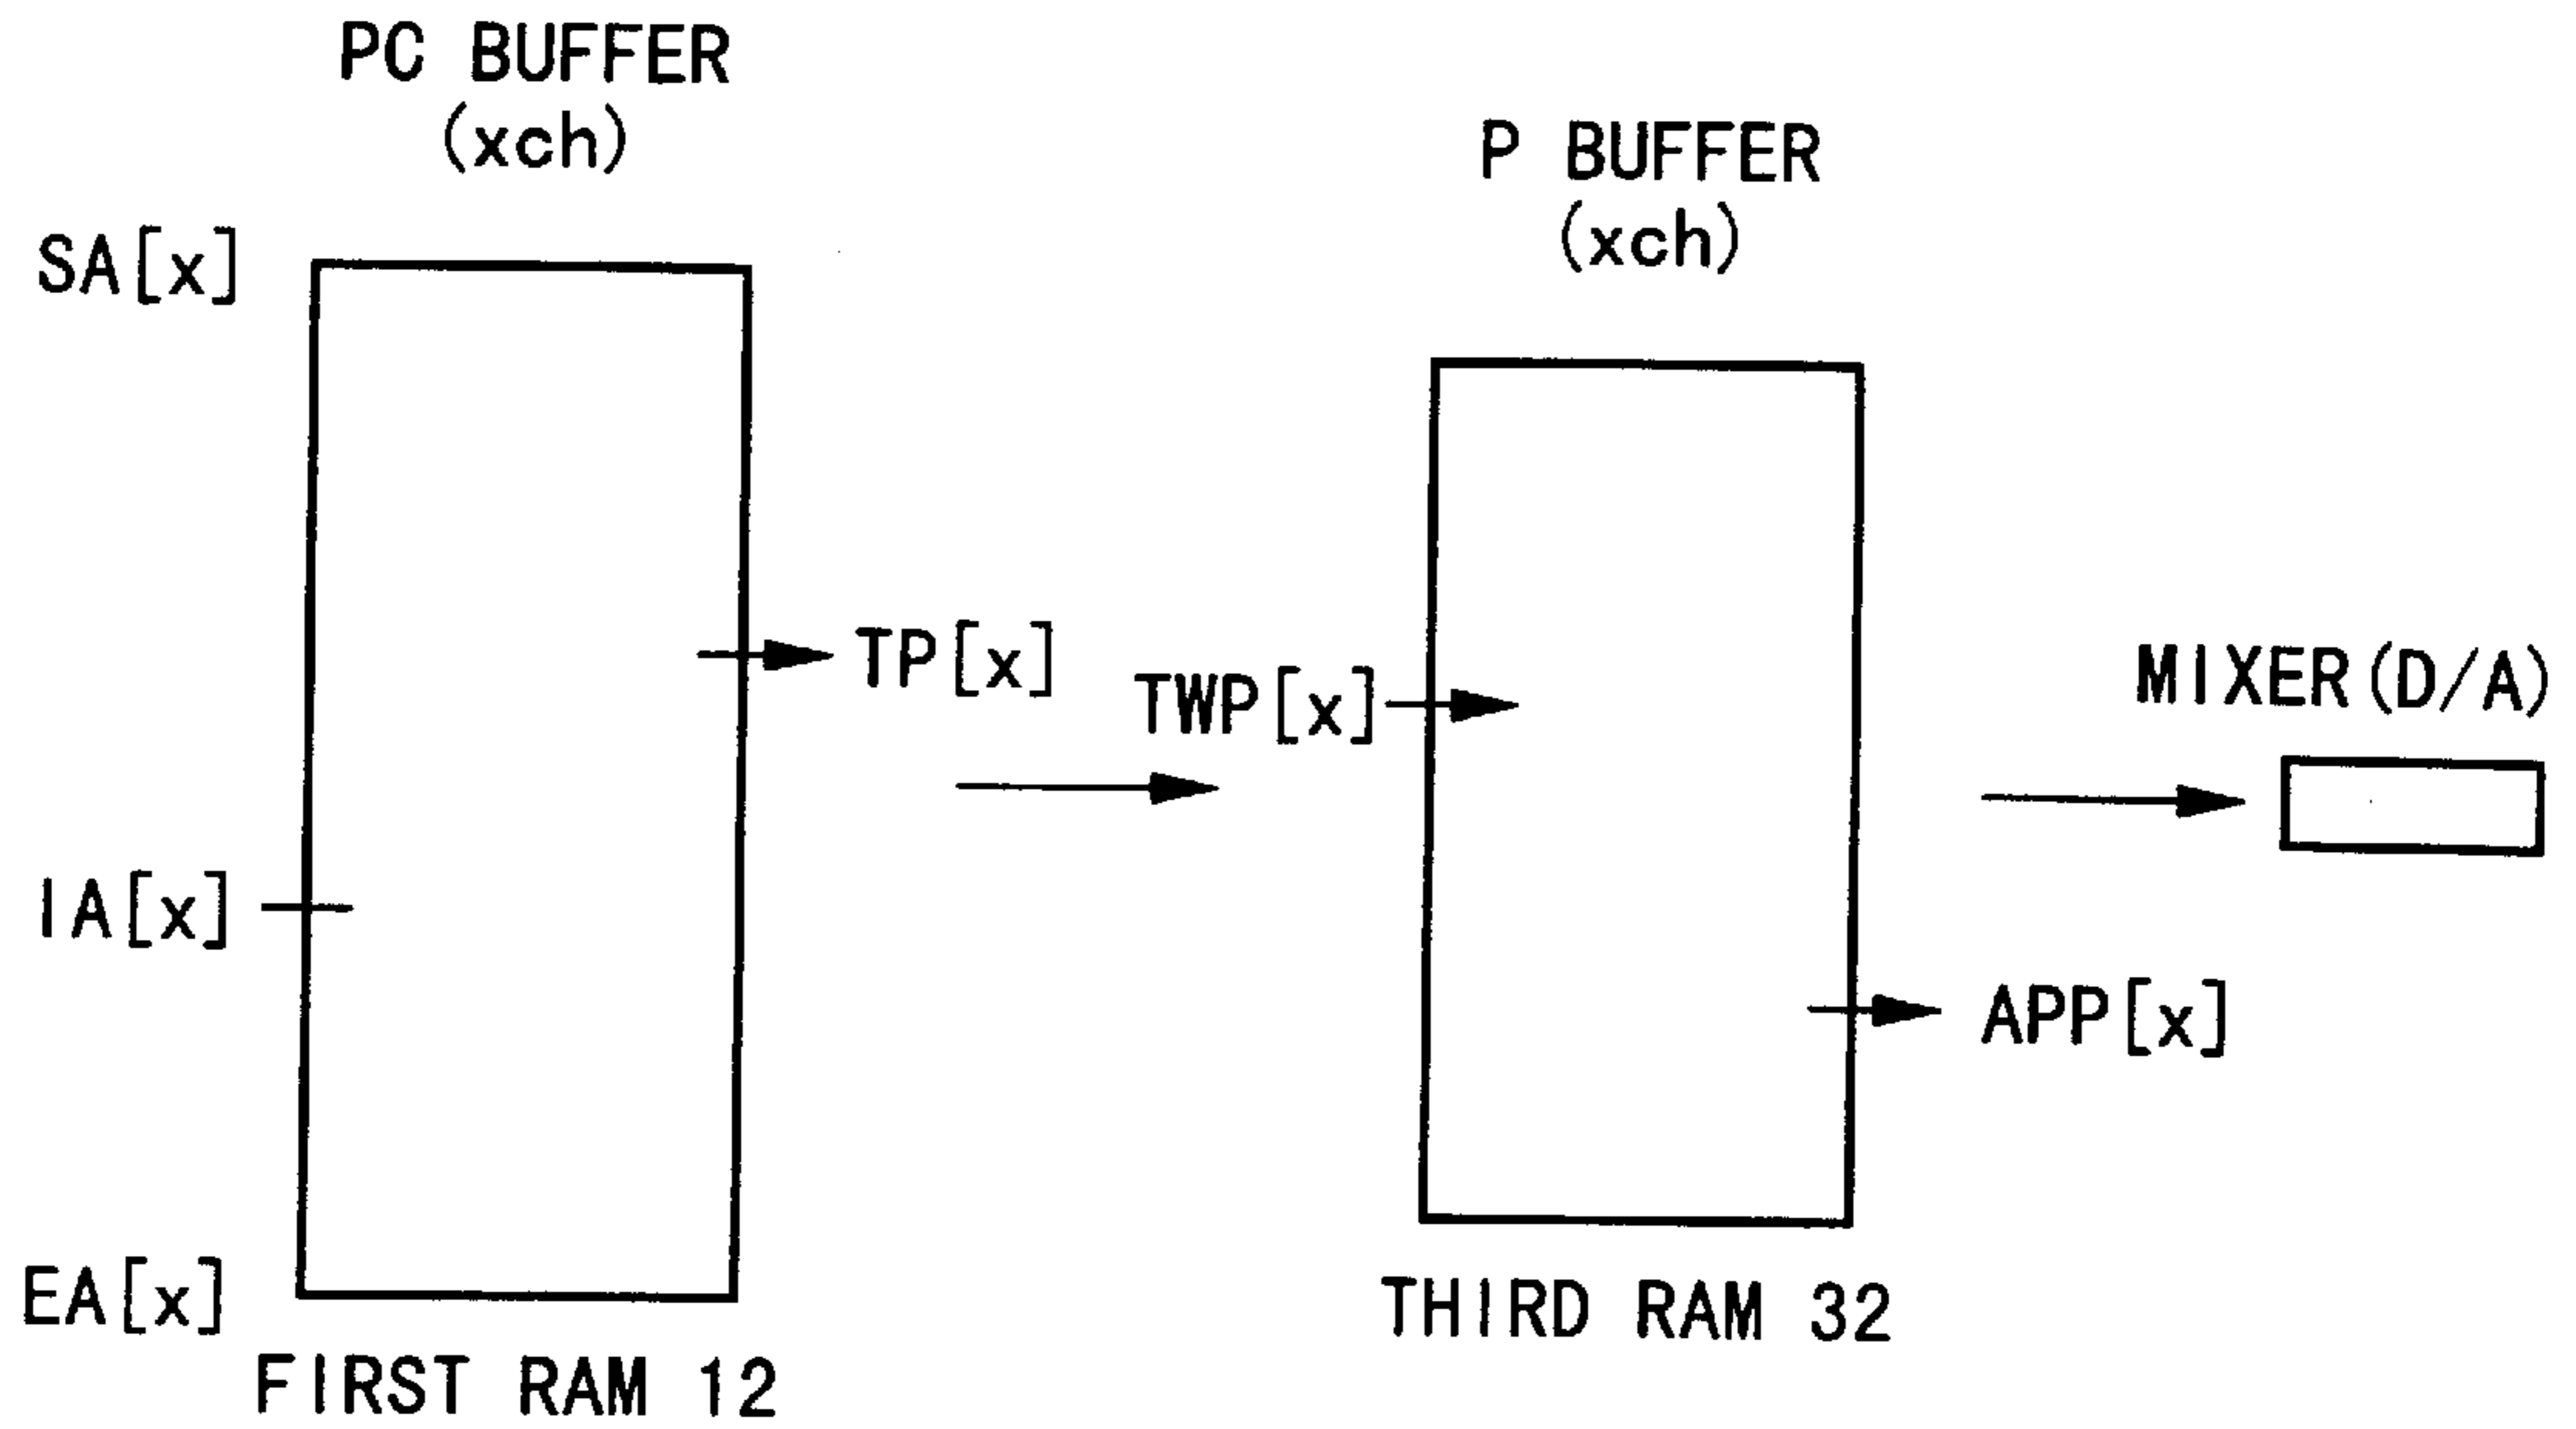 PC BUFFER
(xch)
P BUFFER
(xch)
SA[x]
TP[x]
TWP[x]
MIXER(D/A)
IA[x]
APP[x]
EA[x]
THIRD RAM 32
FIRST RAM 12